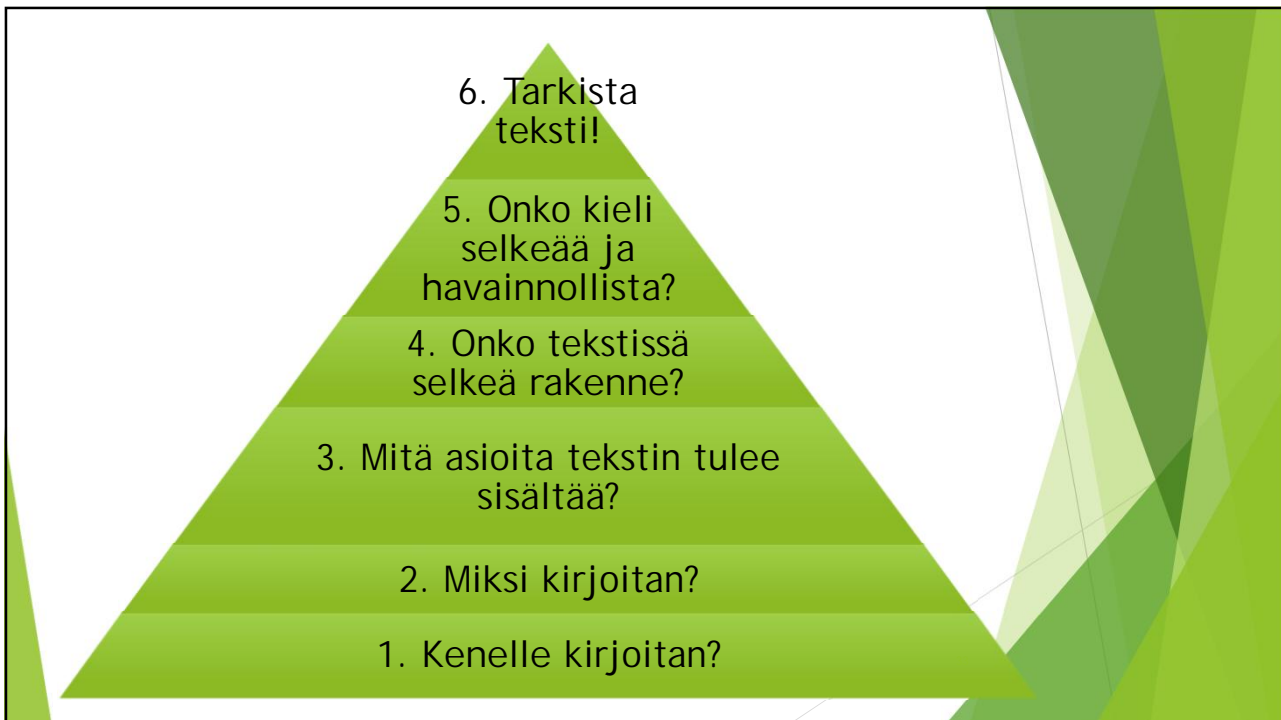 6. Tarkista
teksti!
5. Onko kieli
selkeää ja
havainnollista?
4. Onko tekstissä
selkeä rakenne?
3. Mitä asioita tekstin tulee
sisältää?
2. Miksi kirjoitan?
1. Kenelle kirjoitan?